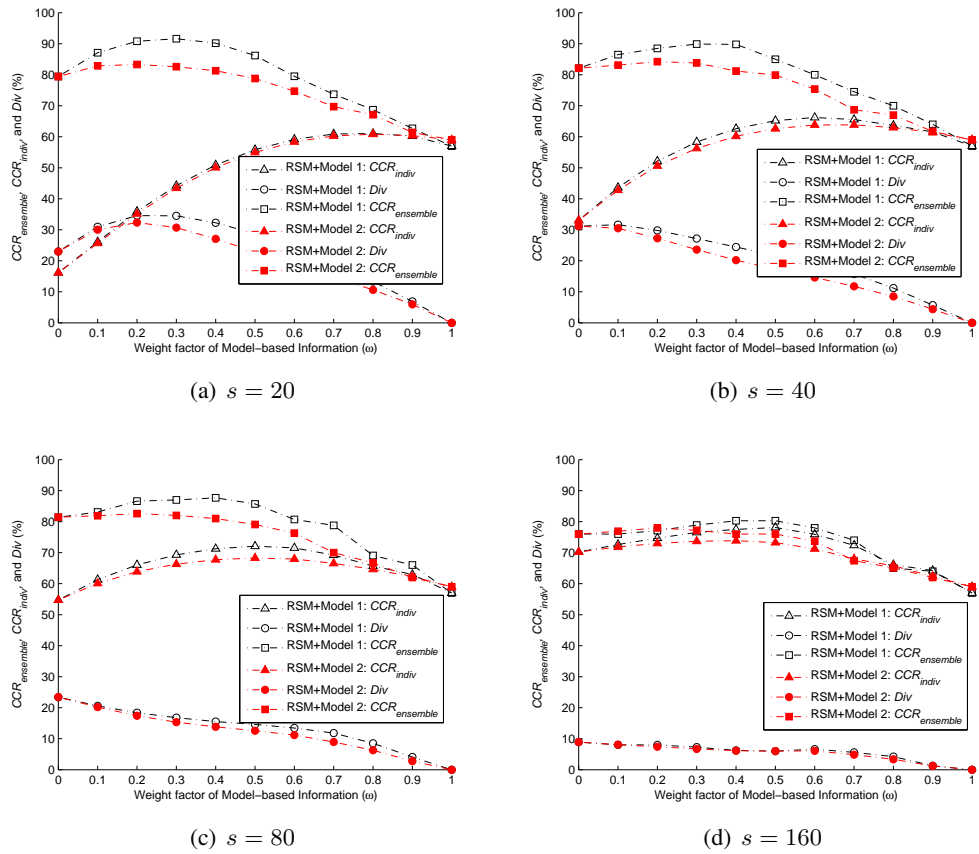 100
90
80
70
60
50
40
30
20
10
0
CCR_ensemble, CCR_indiv, and Div (%)
RSM+Model 1: CCR_indiv
RSM+Model 1: Div
RSM+Model 1: CCR_ensemble
RSM+Model 2: CCR_indiv
RSM+Model 2: Div
RSM+Model 2: CCR_ensemble
0 0.1 0.2 0.3 0.4 0.5 0.6 0.7 0.8 0.9 1
Weight factor of Model−based Information (ω)
(a) s = 20
100
90
80
70
60
50
40
30
20
10
0
CCR_ensemble, CCR_indiv, and Div (%)
RSM+Model 1: CCR_indiv
RSM+Model 1: Div
RSM+Model 1: CCR_ensemble
RSM+Model 2: CCR_indiv
RSM+Model 2: Div
RSM+Model 2: CCR_ensemble
0 0.1 0.2 0.3 0.4 0.5 0.6 0.7 0.8 0.9 1
Weight factor of Model−based Information (ω)
(b) s = 40
100
90
80
70
60
50
40
30
20
10
0
CCR_ensemble, CCR_indiv, and Div (%)
RSM+Model 1: CCR_indiv
RSM+Model 1: Div
RSM+Model 1: CCR_ensemble
RSM+Model 2: CCR_indiv
RSM+Model 2: Div
RSM+Model 2: CCR_ensemble
0 0.1 0.2 0.3 0.4 0.5 0.6 0.7 0.8 0.9 1
Weight factor of Model−based Information (ω)
(c) s = 80
100
90
80
70
60
50
40
30
20
10
0
CCR_ensemble, CCR_indiv, and Div (%)
RSM+Model 1: CCR_indiv
RSM+Model 1: Div
RSM+Model 1: CCR_ensemble
RSM+Model 2: CCR_indiv
RSM+Model 2: Div
RSM+Model 2: CCR_ensemble
0 0.1 0.2 0.3 0.4 0.5 0.6 0.7 0.8 0.9 1
Weight factor of Model−based Information (ω)
(d) s = 160